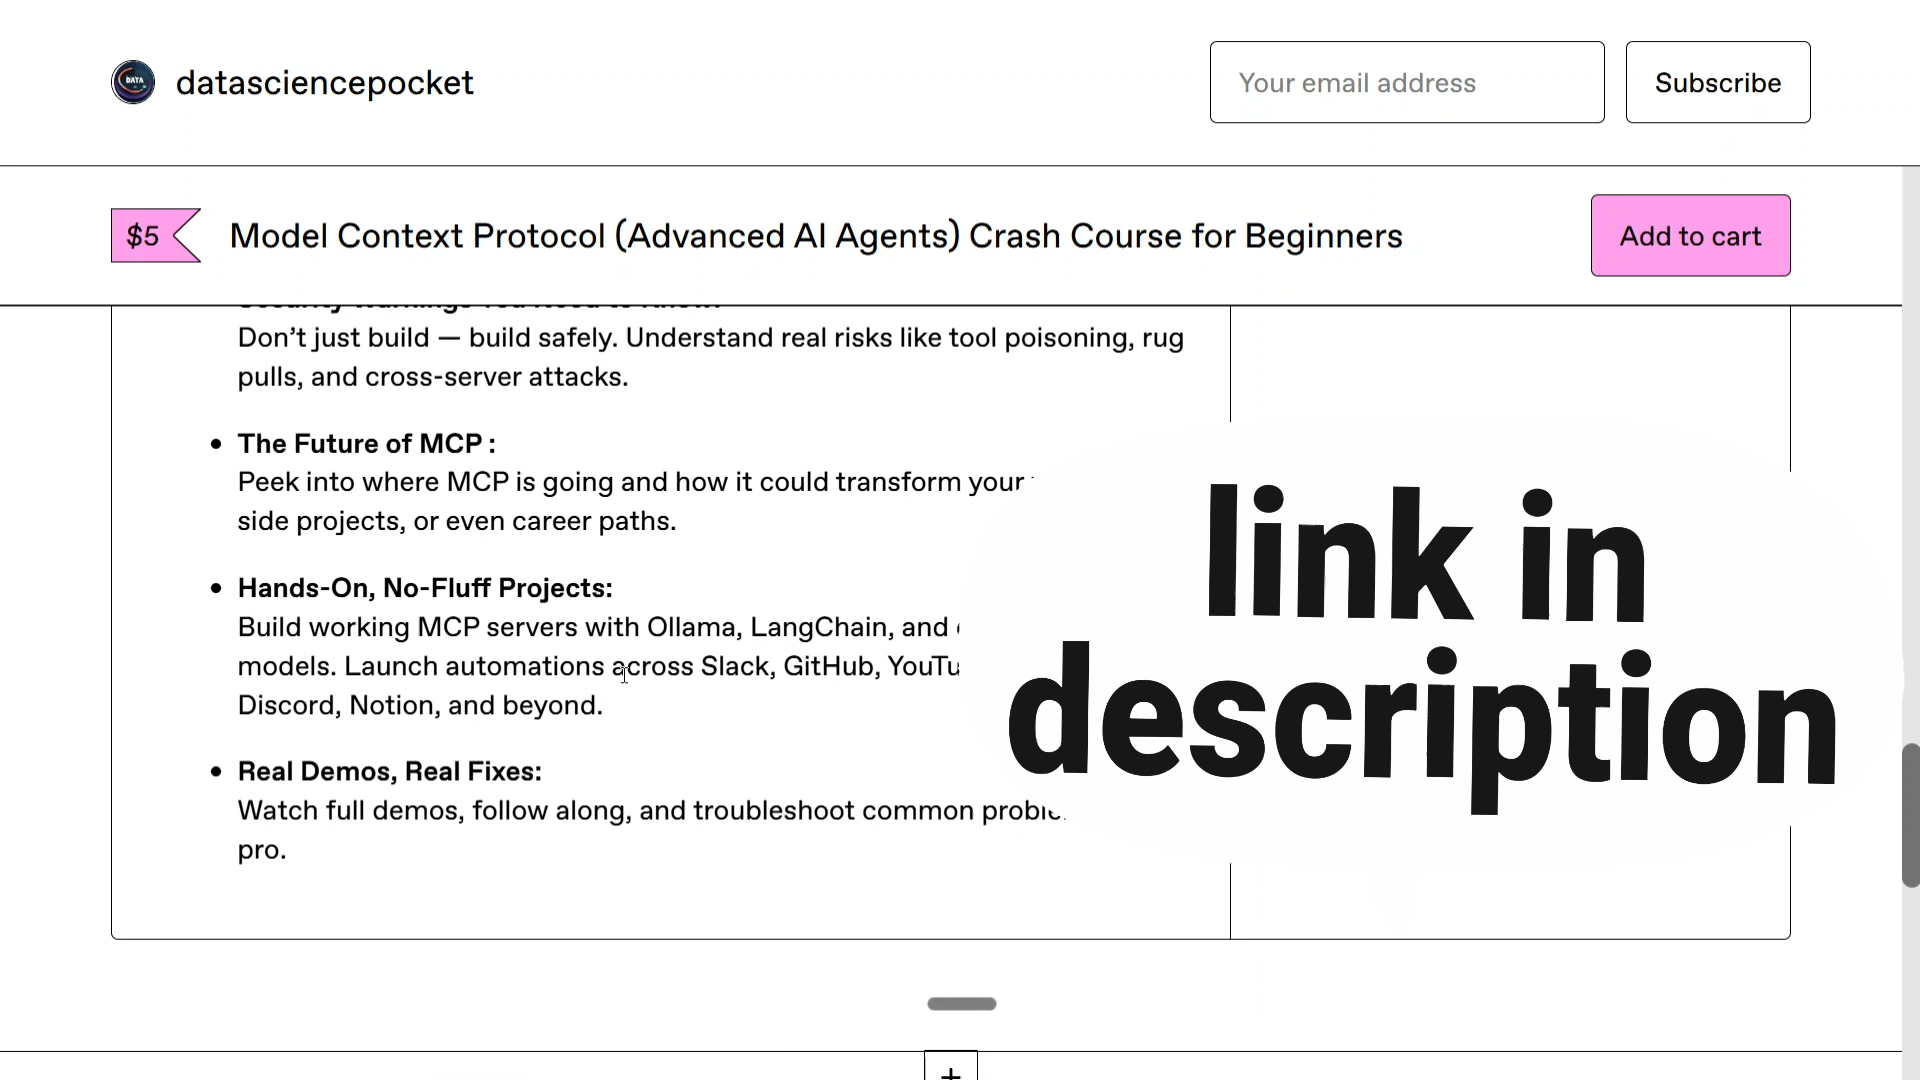 DATA
datasciencepocket
Your email address
Subscribe
$5
Model Context Protocol (Advanced AI Agents) Crash Course for Beginners
Add to cart
Don’t just build — build safely. Understand real risks like tool poisoning, rug
pulls, and cross-server attacks.
• The Future of MCP :
Peek into where MCP is going and how it could transform your
side projects, or even career paths.
• Hands-On, No-Fluff Projects:
Build working MCP servers with Ollama, LangChain, and
models. Launch automations across Slack, GitHub, YouTu
Discord, Notion, and beyond.
• Real Demos, Real Fixes:
Watch full demos, follow along, and troubleshoot common
pro.
link in
description
+